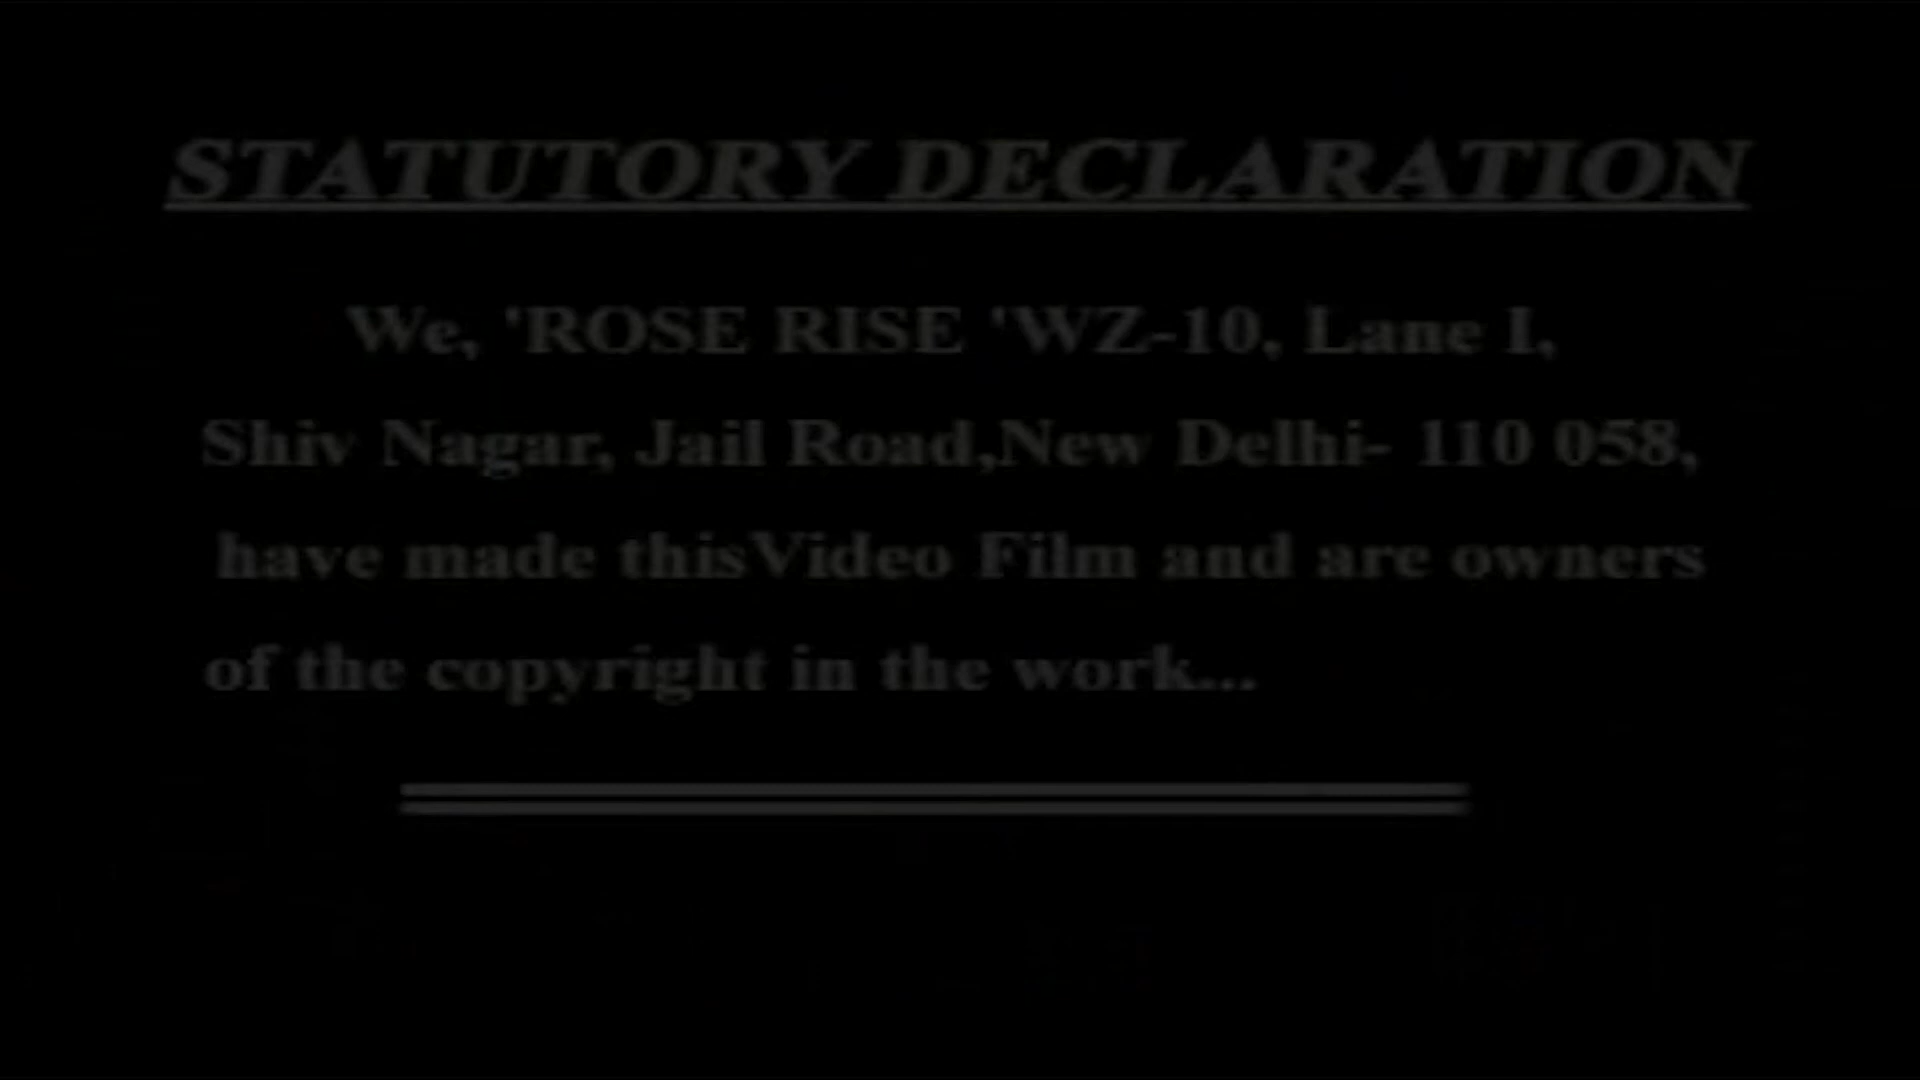 STATUTORY DECLARATION
We, 'ROSE RISE 'WZ-10, Lane I,
Shiv Nagar, Jail Road,New Delhi- 110 058,
have made thisVideo Film and are owners
of the copyright in the work...